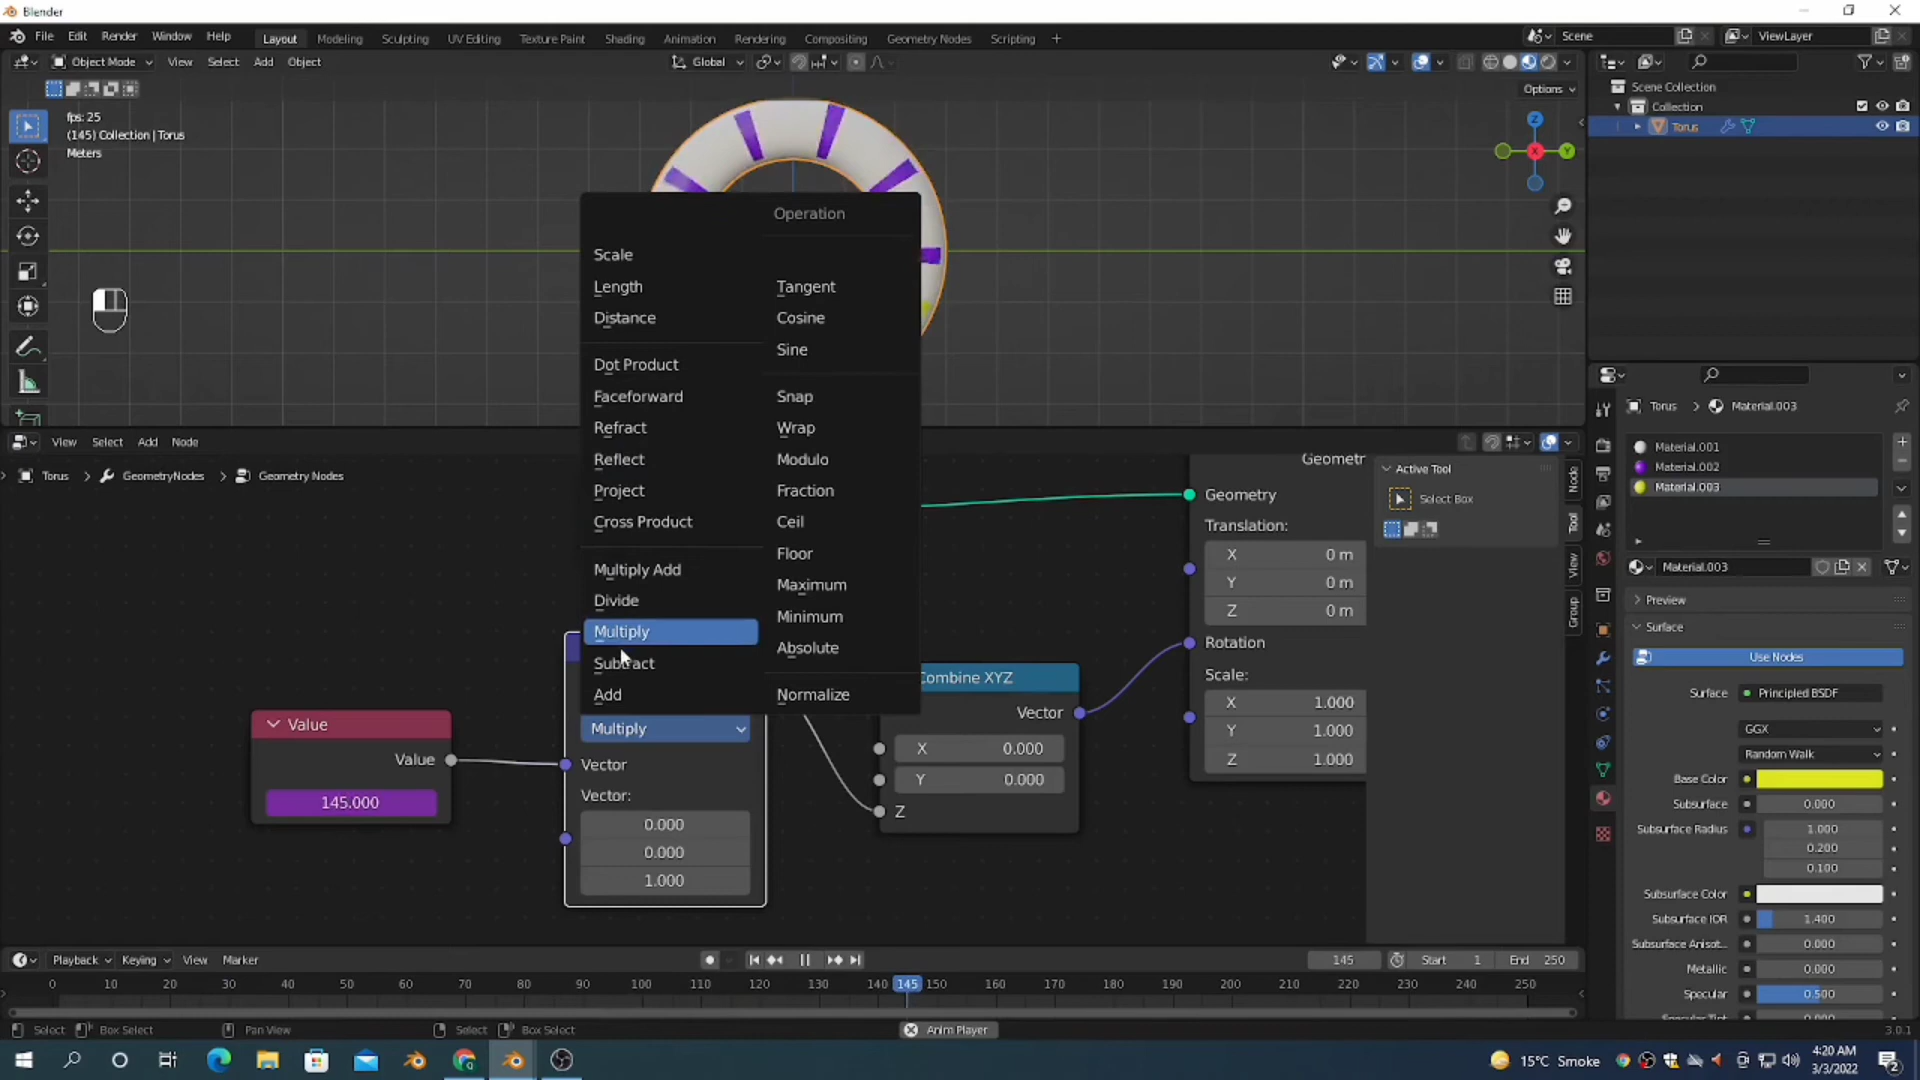 Blender
File Edit Render Window Help
Layout Modeling Sculpting UV Editing Texture Paint Shading Animation Rendering Compositing Geometry Nodes Scripting +
Scene
ViewLayer
Object Mode View Select Add Object
Global
Options
fps: 25
(145) Collection | Torus
Meters
Z
X
Y
Scene Collection
Collection
Torus
Operation
Scale
Length
Distance
Dot Product
Faceforward
Refract
Reflect
Project
Cross Product
Multiply Add
Divide
Multiply
Subtract
Add
Tangent
Cosine
Sine
Snap
Wrap
Modulo
Fraction
Ceil
Floor
Maximum
Minimum
Absolute
Normalize
View Select Add Node
Torus > GeometryNodes > Geometry Nodes
Value
Value
145.000
Multiply
Vector
Vector:
0.000
0.000
1.000
Combine XYZ
Vector
X 0.000
Y 0.000
Z
Geometr
Geometry
Translation:
X 0 m
Y 0 m
Z 0 m
Rotation
Scale:
X 1.000
Y 1.000
Z 1.000
Active Tool
Select Box
Node
Tool
View
Group
Torus > Material.003
Material.001
Material.002
Material.003
Material.003
Preview
Surface
Use Nodes
Surface Principled BSDF
GGX
Random Walk
Base Color
Subsurface 0.000
Subsurface Radius 1.000
0.200
0.100
Subsurface Color
Subsurface IOR 1.400
Subsurface Anisot... 0.000
Metallic 0.000
Specular 0.500
Playback Keying View Marker
145 Start 1 End 250
0 10 20 30 40 50 60 70 80 90 100 110 120 130 140 145 150 160 170 180 190 200 210 220 230 240 250
Select Box Select Pan View Select Box Select
Anim Player
3.0.1
15°C Smoke
4:20 AM
3/3/2022
2